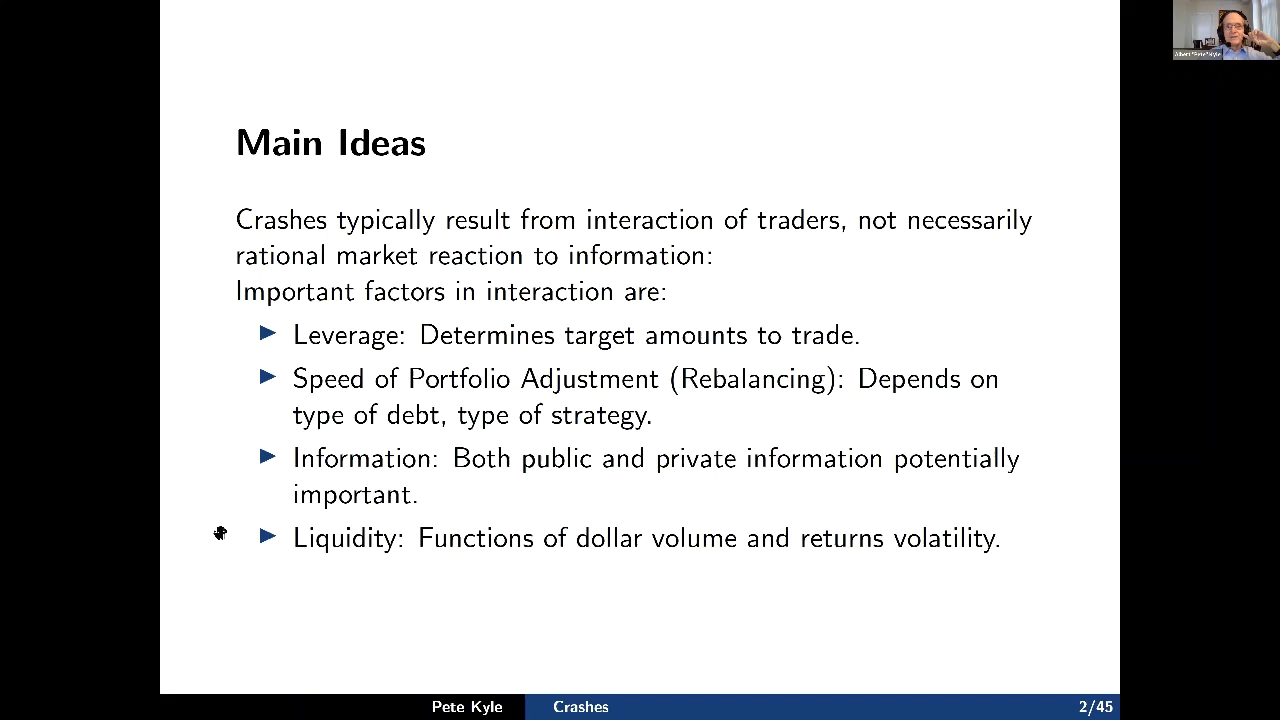 Albert "Pete" Kyle
Main Ideas
Crashes typically result from interaction of traders, not necessarily
rational market reaction to information:
Important factors in interaction are:
Leverage: Determines target amounts to trade.
Speed of Portfolio Adjustment (Rebalancing): Depends on
type of debt, type of strategy.
Information: Both public and private information potentially
important.
Liquidity: Functions of dollar volume and returns volatility.
Pete Kyle
Crashes
2/45